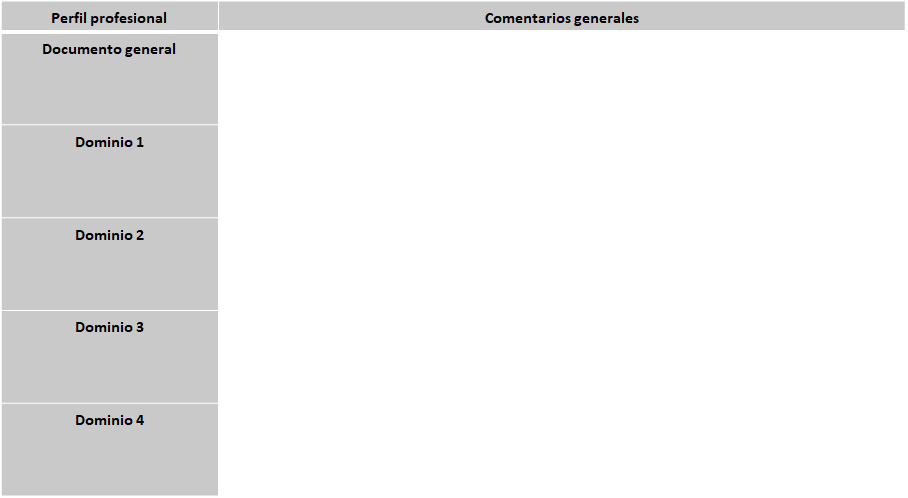 Perfil profesional
Comentarios generales
Documento general
Dominio 1
Dominio 2
Dominio 3
Dominio 4